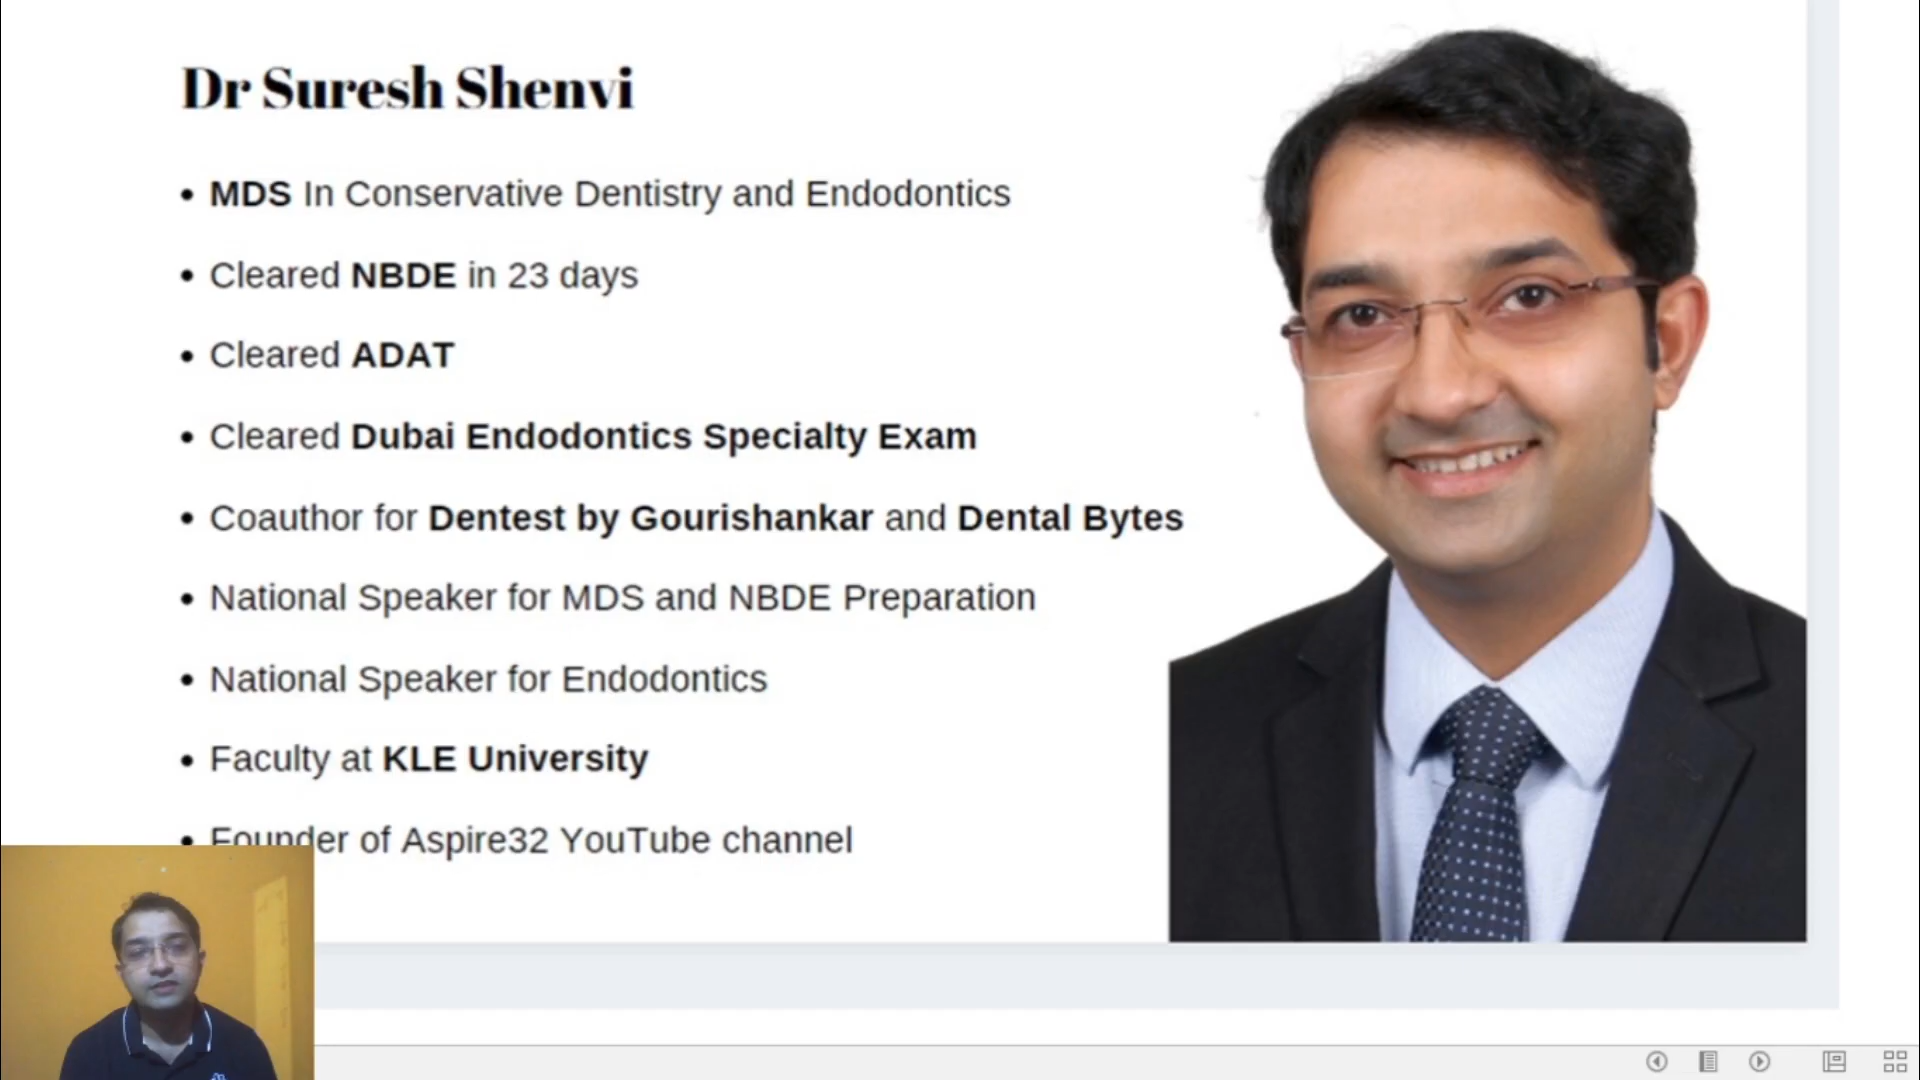 Dr Suresh Shenvi
• MDS In Conservative Dentistry and Endodontics
• Cleared NBDE in 23 days
• Cleared ADAT
• Cleared Dubai Endodontics Specialty Exam
• Coauthor for Dentest by Gourishankar and Dental Bytes
• National Speaker for MDS and NBDE Preparation
• National Speaker for Endodontics
• Faculty at KLE University
• Founder of Aspire32 YouTube channel